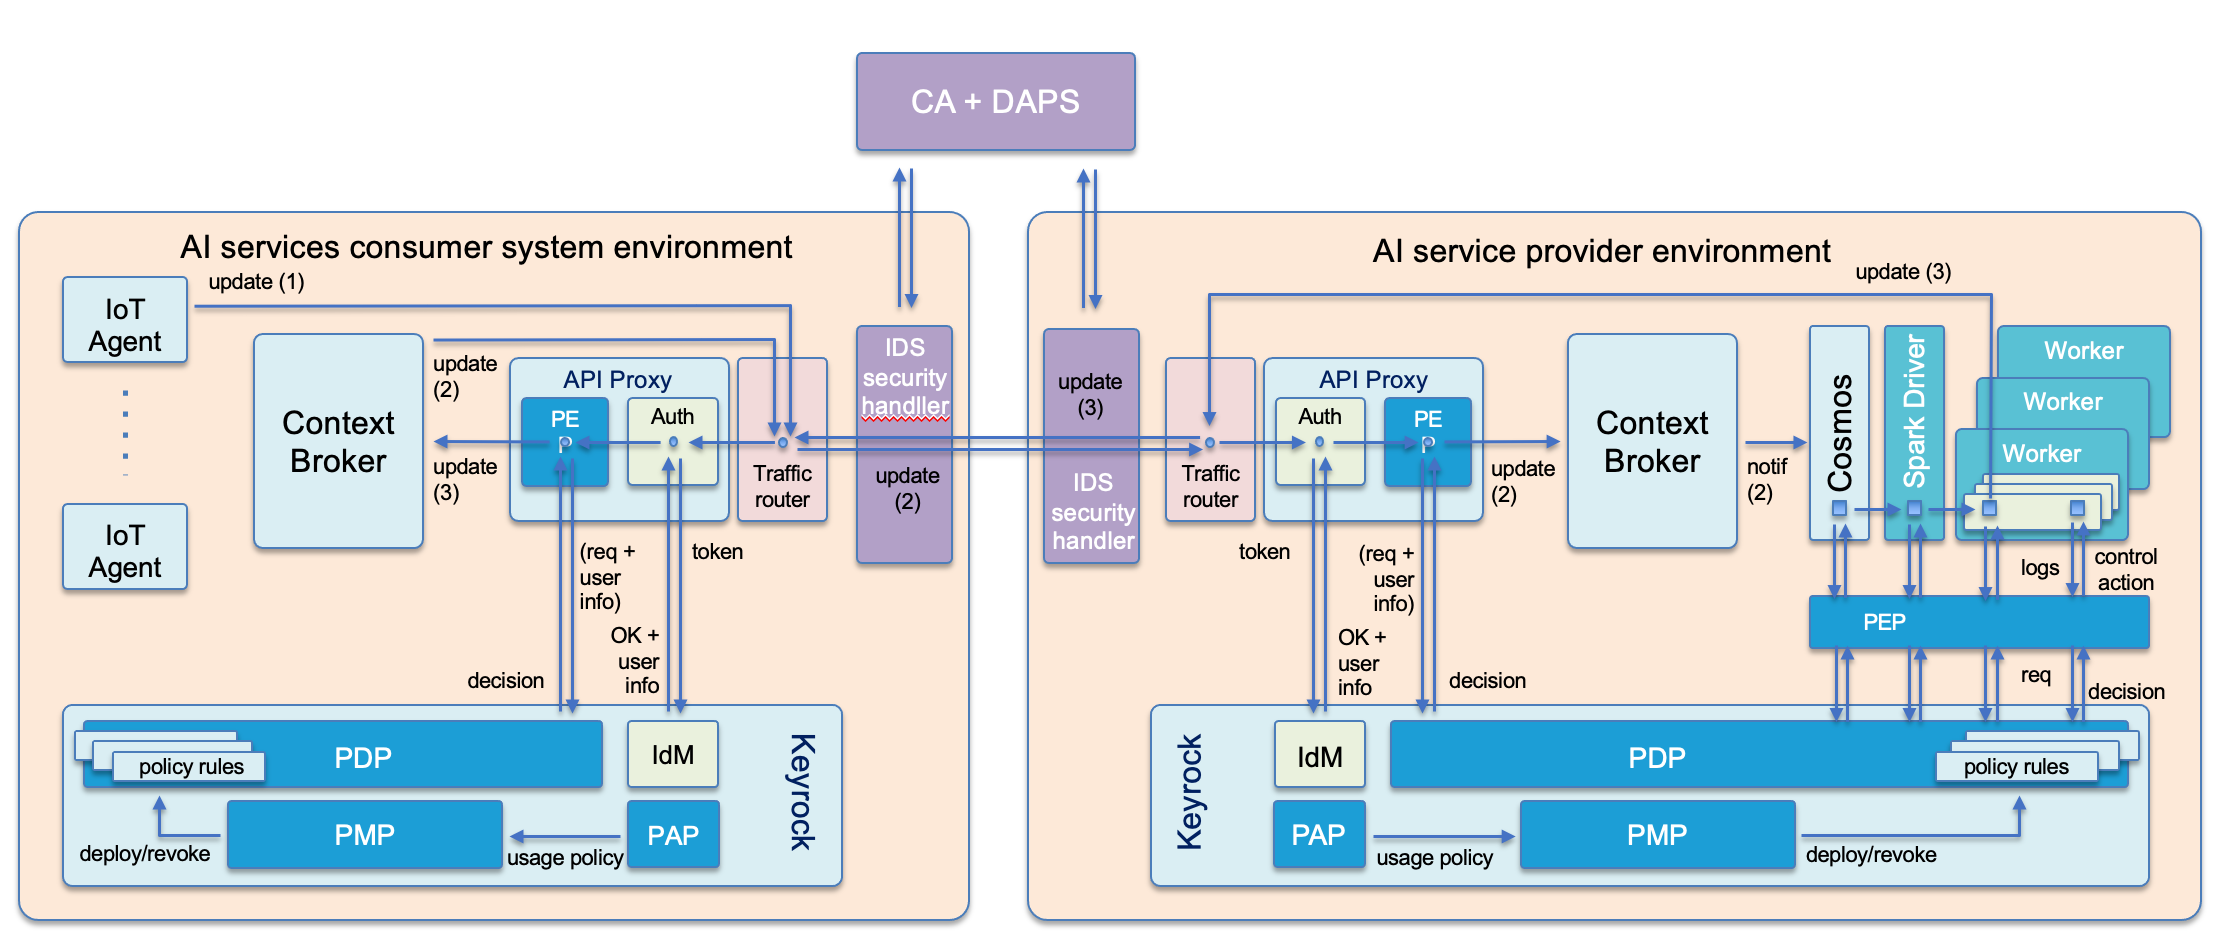 CA + DAPS
AI services consumer system environment
update (1)
IoT
Agent
IoT
Agent
Context
Broker
update
(2)
update
(3)
API Proxy
PE
P
Auth
Traffic
router
IDS
security
handller
update
(2)
(req +
user
info)
token
OK +
user
info
decision
policy rules
PDP
IdM
Keyrock
PMP
PAP
deploy/revoke
usage policy
AI service provider environment
update (3)
update
(3)
IDS
security
handler
Traffic
router
API Proxy
Auth
PE
P
update
(2)
Context
Broker
notif
(2)
Cosmos
Spark Driver
Worker
Worker
Worker
token
(req +
user
info)
OK +
user
info
decision
logs
control
action
PEP
req
decision
Keyrock
IdM
PDP
policy rules
PAP
PMP
usage policy
deploy/revoke